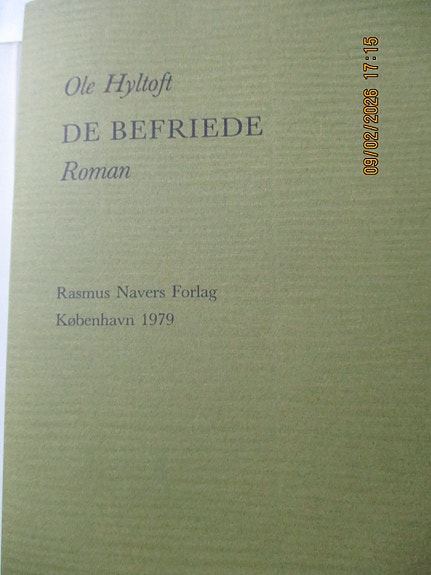 Ole Hyltoft
DE BEFRIEDE
Roman
Rasmus Navers Forlag
København 1979
09/02/2026 17:15